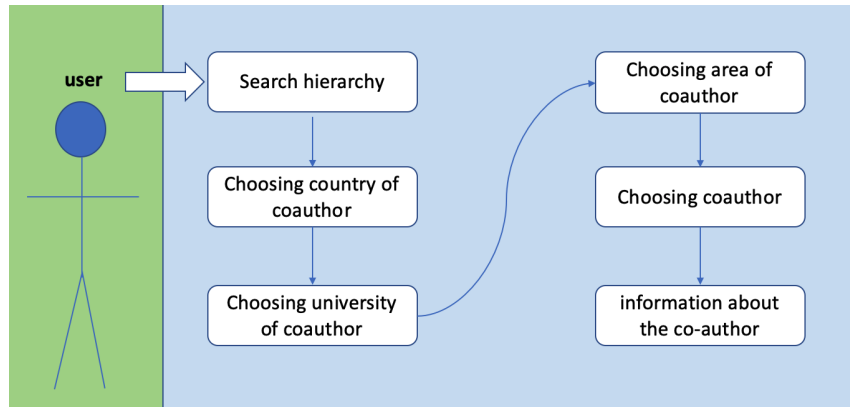 user
Search hierarchy
Choosing country of
coauthor
Choosing university
of coauthor
Choosing area of
coauthor
Choosing coauthor
information about
the co-author